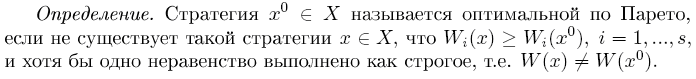 Определение. Стратегия x⁰ ∈ X называется оптимальной по Парето,
если не существует такой стратегии x ∈ X, что Wᵢ(x) ≥ Wᵢ(x⁰), i = 1, ..., s,
и хотя бы одно неравенство выполнено как строгое, т.е. W(x) ≠ W(x⁰).